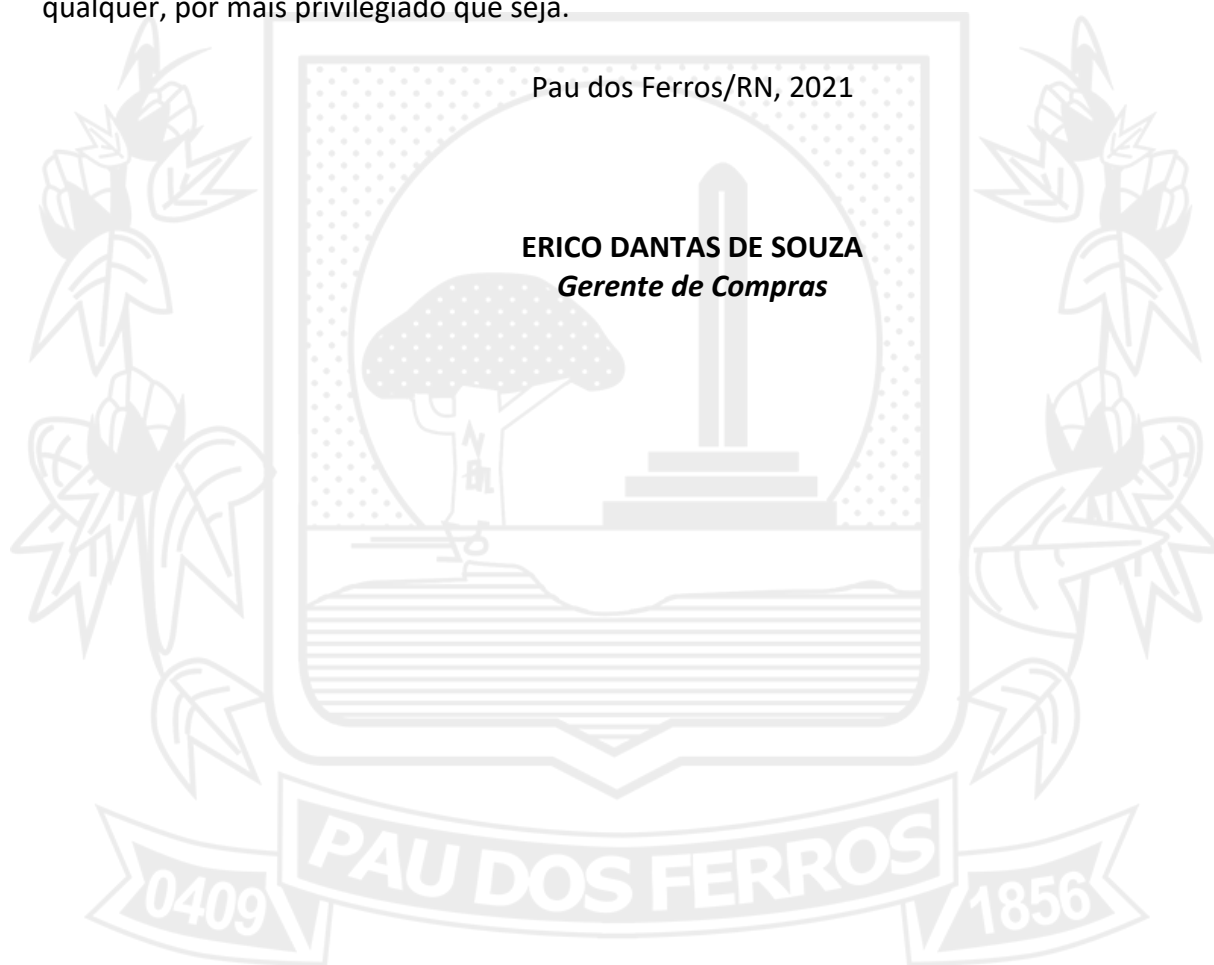 qualquer, por mais privilegiado que seja.
Pau dos Ferros/RN, 2021
ERICO DANTAS DE SOUZA
Gerente de Compras
PAU DOS FERROS
0409
1856